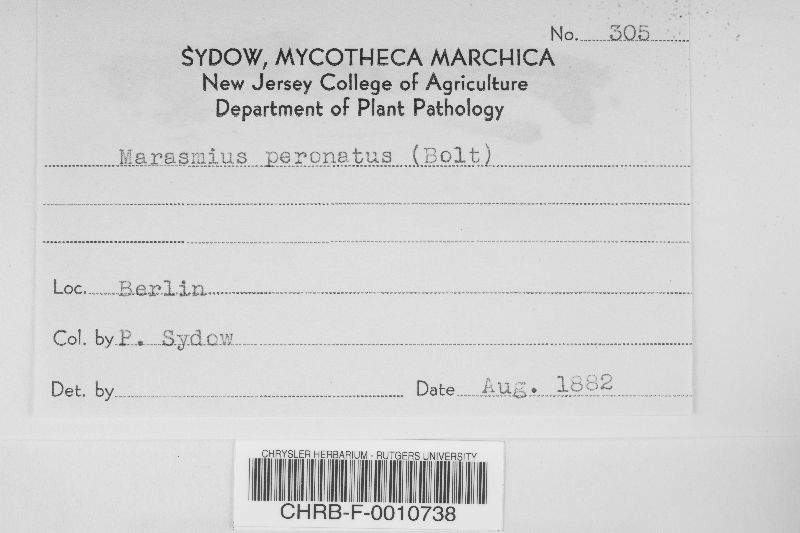 No. 305
SYDOW, MYCOTHECA MARCHICA
New Jersey College of Agriculture
Department of Plant Pathology
Marasmius peronatus (Bolt)
Loc. Berlin
Col. by P. Sydow
Det. by
Date Aug. 1882
CHRYSLER HERBARIUM - RUTGERS UNIVERSITY
CHRB-F-0010738